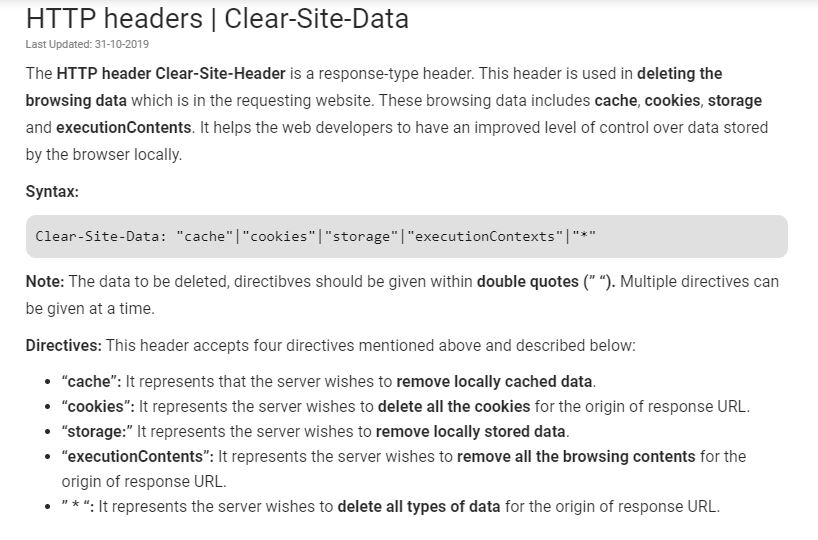 HTTP headers | Clear-Site-Data
Last Updated: 31-10-2019
The HTTP header Clear-Site-Header is a response-type header. This header is used in deleting the
browsing data which is in the requesting website. These browsing data includes cache, cookies, storage
and executionContents. It helps the web developers to have an improved level of control over data stored
by the browser locally.
Syntax:
Clear-Site-Data: "cache"|"cookies"|"storage"|"executionContexts"|"*"
Note: The data to be deleted, directibves should be given within double quotes (” “). Multiple directives can
be given at a time.
Directives: This header accepts four directives mentioned above and described below:
• “cache”: It represents that the server wishes to remove locally cached data.
• “cookies”: It represents the server wishes to delete all the cookies for the origin of response URL.
• “storage:” It represents the server wishes to remove locally stored data.
• “executionContents”: It represents the server wishes to remove all the browsing contents for the
origin of response URL.
• ” * “: It represents the server wishes to delete all types of data for the origin of response URL.